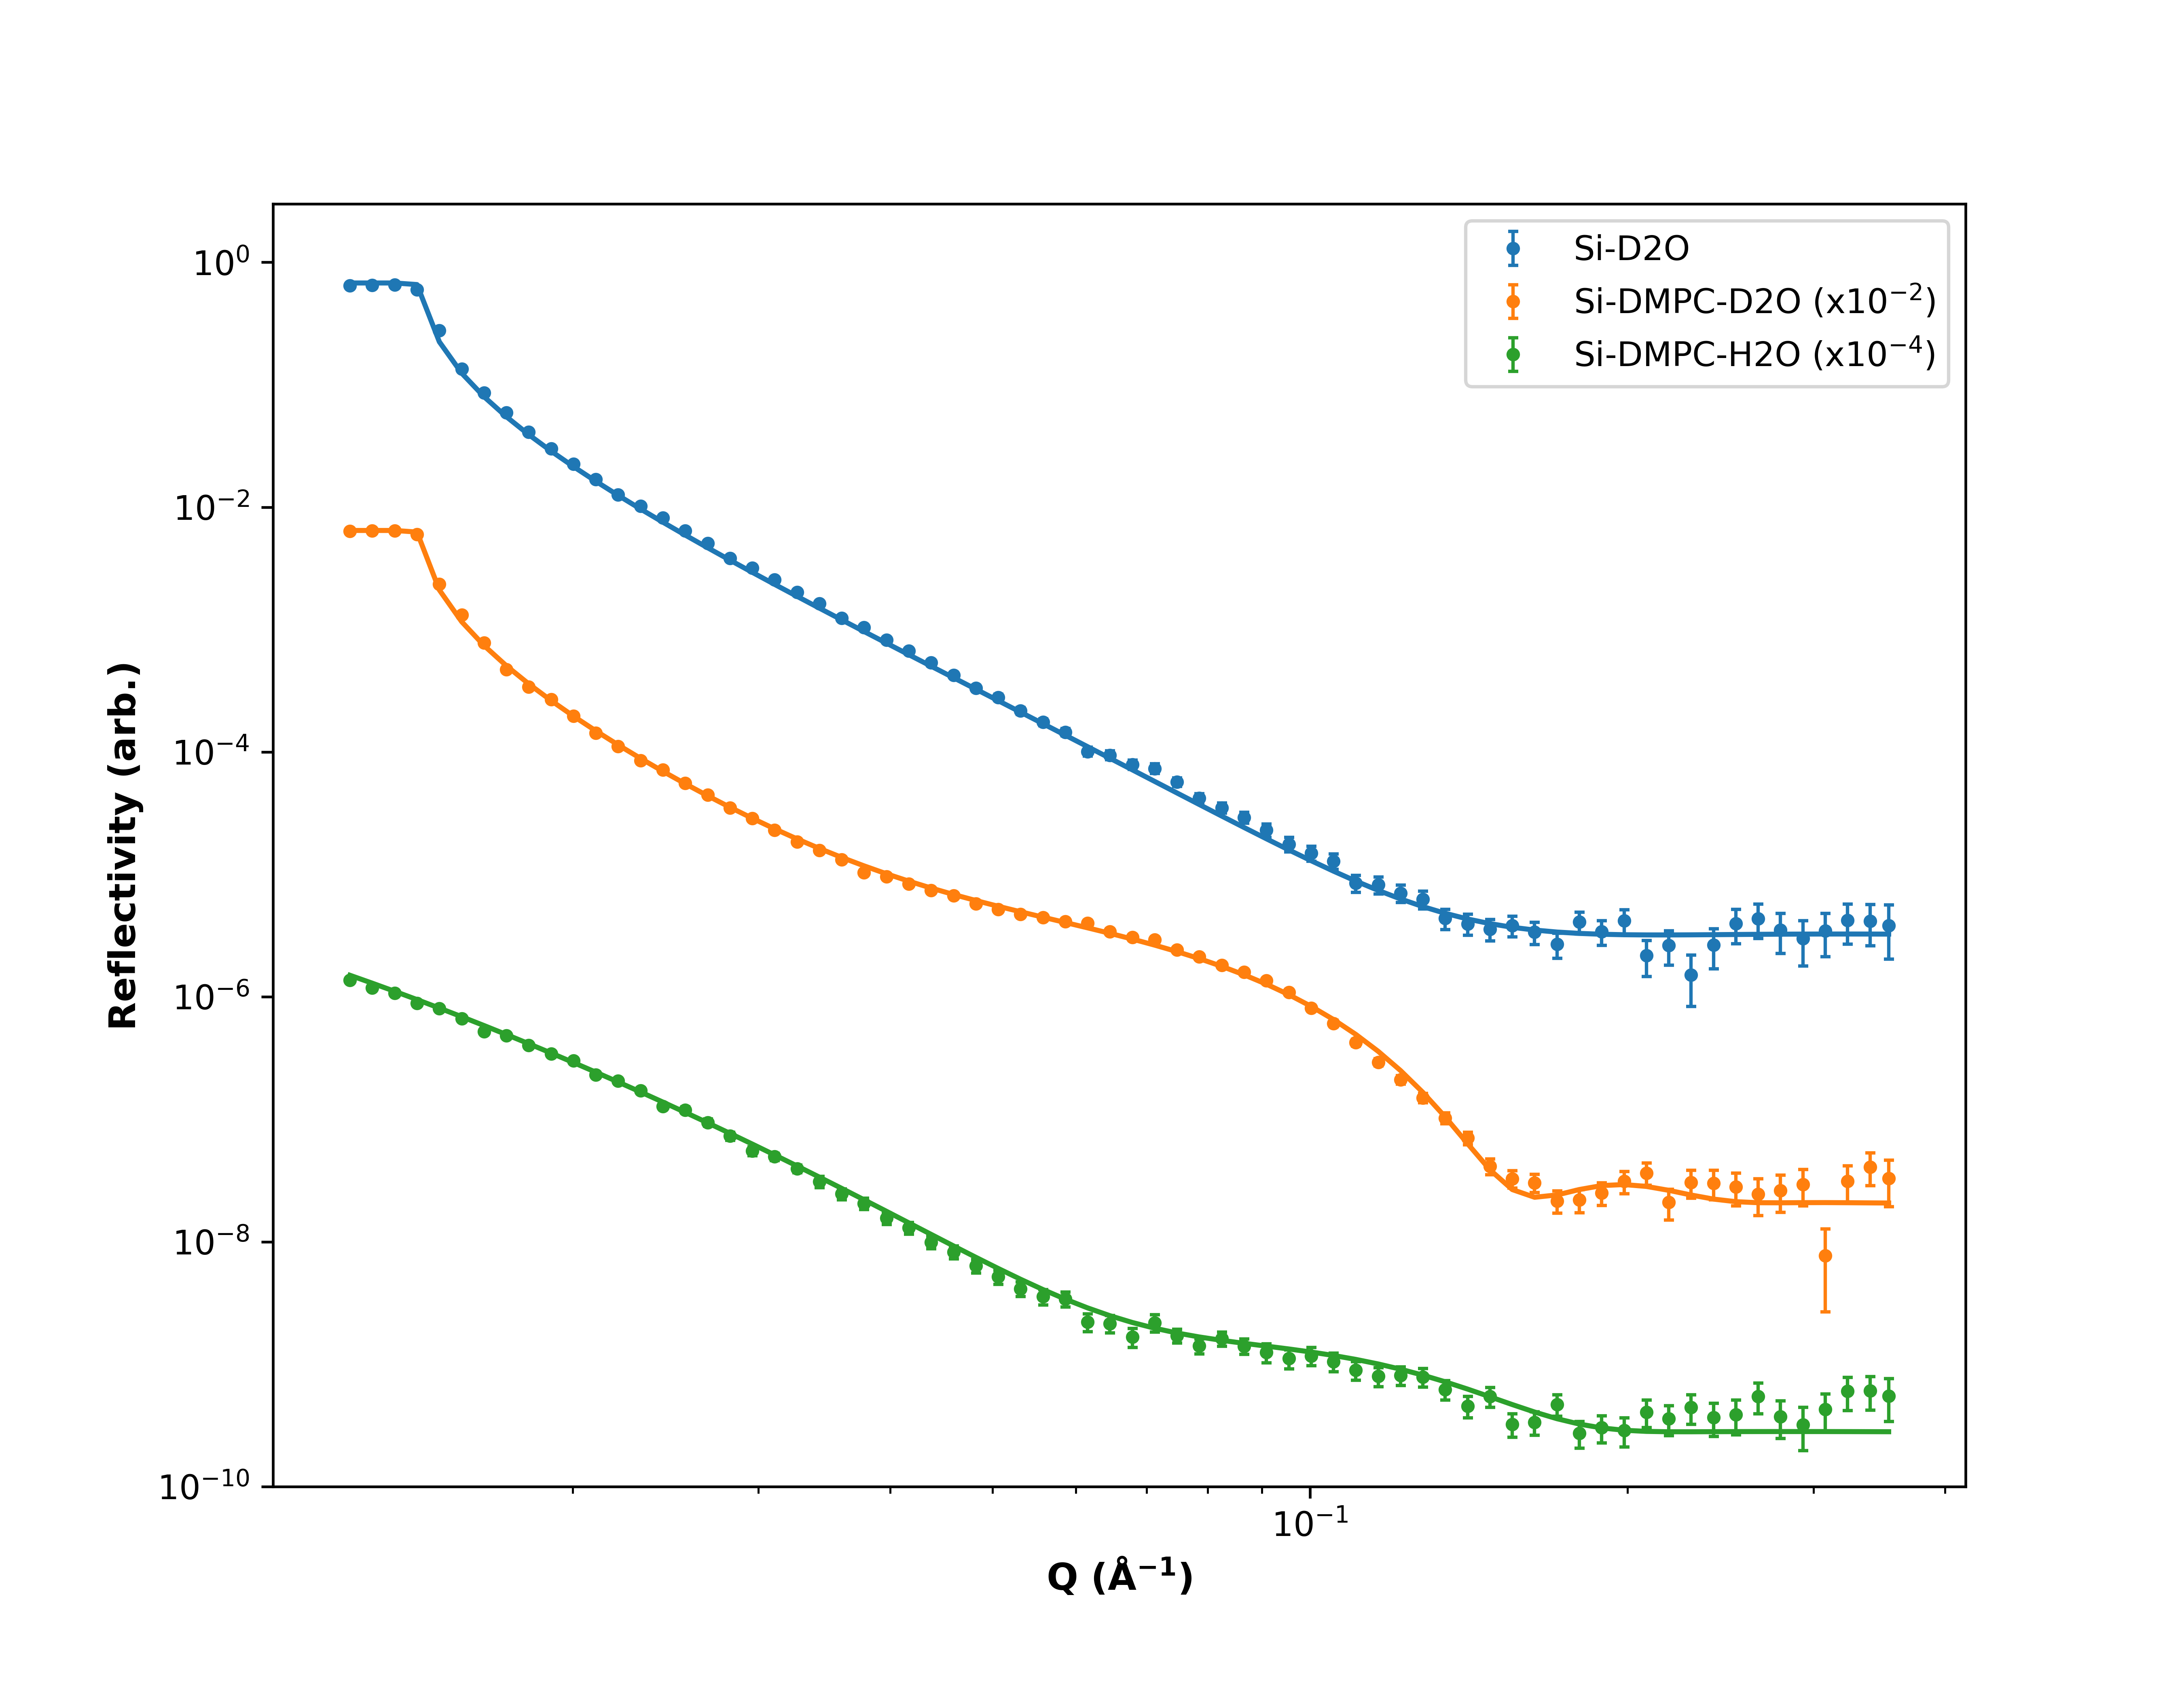 Si-D2O
Si-DMPC-D2O (x10⁻²)
Si-DMPC-H2O (x10⁻⁴)
10⁰
10⁻²
10⁻⁴
10⁻⁶
10⁻⁸
10⁻¹⁰
Reflectivity (arb.)
10⁻¹
Q (Å⁻¹)